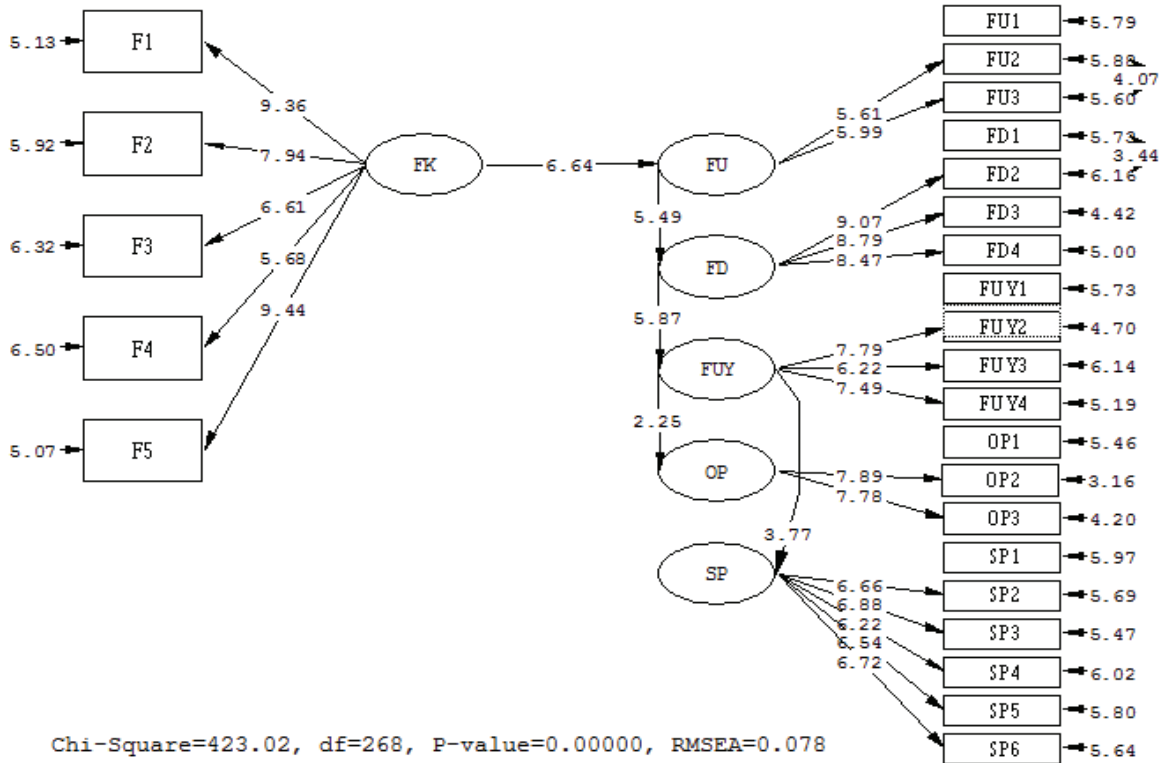 5.13 F1
5.92 F2
6.32 F3
6.50 F4
5.07 F5
9.36
7.94
6.61
5.68
9.44
FK
6.64
FU
5.49
FD
5.87
FUY
2.25
OP
3.77
SP
5.61
5.99
9.07
8.79
8.47
7.79
6.22
7.49
7.89
7.78
6.66
6.88
6.22
6.54
6.72
FU1 5.79
FU2 5.88
4.07
FU3 5.60
FD1 5.73
3.44
FD2 6.16
FD3 4.42
FD4 5.00
FUY1 5.73
FUY2 4.70
FUY3 6.14
FUY4 5.19
OP1 5.46
OP2 3.16
OP3 4.20
SP1 5.97
SP2 5.69
SP3 5.47
SP4 6.02
SP5 5.80
SP6 5.64
Chi-Square=423.02, df=268, P-value=0.00000, RMSEA=0.078